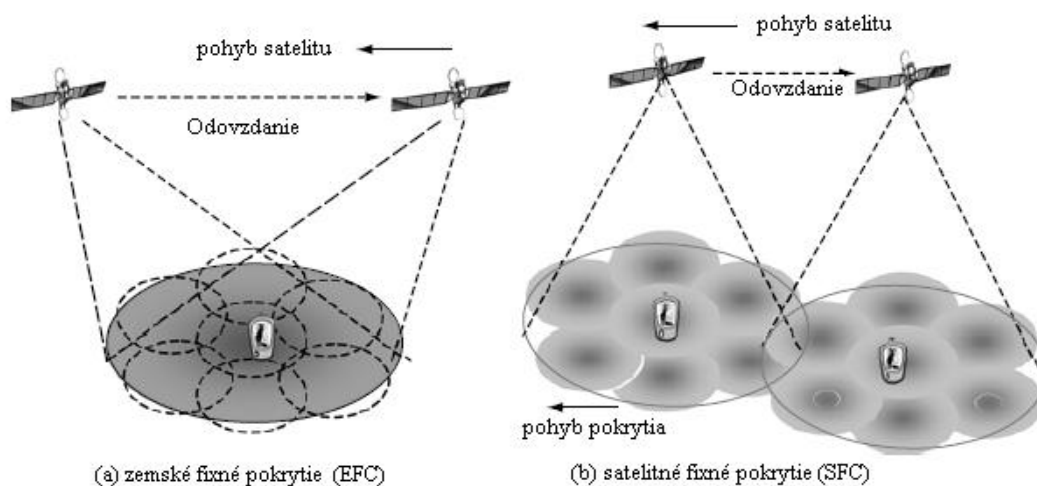 pohyb satelitu
Odovzdanie
(a) zemské fixné pokrytie (EFC)
pohyb satelitu
Odovzdanie
pohyb pokrytia
(b) satelitné fixné pokrytie (SFC)